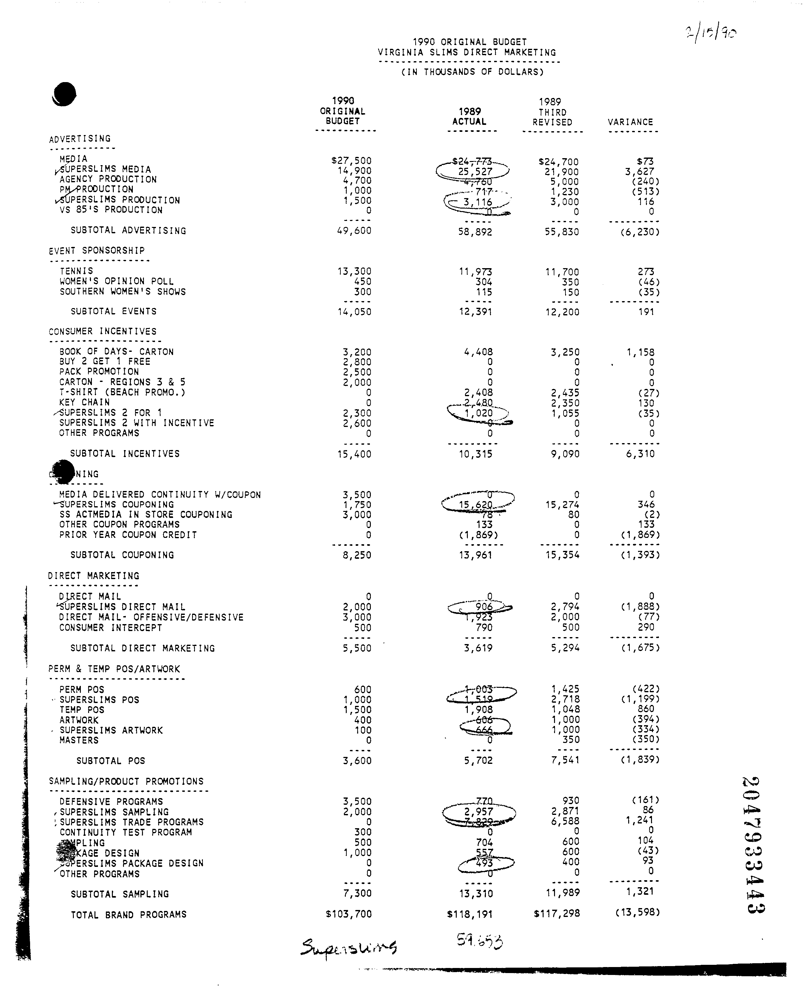 2/15/90
1990 ORIGINAL BUDGET
VIRGINIA SLIMS DIRECT MARKETING
(IN THOUSANDS OF DOLLARS)
1990 ORIGINAL BUDGET 1989 ACTUAL 1989 THIRD REVISED VARIANCE
ADVERTISING
MEDIA $27,500 $24,773 $24,700 $73
SUPERSLIMS MEDIA 14,900 25,527 21,900 3,627
AGENCY PRODUCTION 4,700 4,760 5,000 (240)
PM PRODUCTION 1,000 717 1,230 (513)
SUPERSLIMS PRODUCTION 1,500 3,116 3,000 116
VS 85'S PRODUCTION 0 0 0 0
SUBTOTAL ADVERTISING 49,600 58,892 55,830 (6,230)
EVENT SPONSORSHIP
TENNIS 13,300 11,973 11,700 273
WOMEN'S OPINION POLL 450 304 350 (46)
SOUTHERN WOMEN'S SHOWS 300 115 150 (35)
SUBTOTAL EVENTS 14,050 12,391 12,200 191
CONSUMER INCENTIVES
BOOK OF DAYS- CARTON 3,200 4,408 3,250 1,158
BUY 2 GET 1 FREE 2,800 0 0 0
PACK PROMOTION 2,500 0 0 0
CARTON - REGIONS 3 & 5 2,000 0 0 0
T-SHIRT (BEACH PROMO.) 0 2,408 2,435 (27)
KEY CHAIN 0 2,480 2,350 130
SUPERSLIMS 2 FOR 1 2,300 1,020 1,055 (35)
SUPERSLIMS 2 WITH INCENTIVE 2,600 0 0 0
OTHER PROGRAMS 0 0 0 0
SUBTOTAL INCENTIVES 15,400 10,315 9,090 6,310
NING
MEDIA DELIVERED CONTINUITY W/COUPON 3,500 0 0 0
SUPERSLIMS COUPONING 1,750 15,620 15,274 346
SS ACTMEDIA IN STORE COUPONING 3,000 78 80 (2)
OTHER COUPON PROGRAMS 0 133 0 133
PRIOR YEAR COUPON CREDIT 0 (1,869) 0 (1,869)
SUBTOTAL COUPONING 8,250 13,961 15,354 (1,393)
DIRECT MARKETING
DIRECT MAIL 0 0 0 0
SUPERSLIMS DIRECT MAIL 2,000 906 2,794 (1,888)
DIRECT MAIL- OFFENSIVE/DEFENSIVE 3,000 1,923 2,000 (77)
CONSUMER INTERCEPT 500 790 500 290
SUBTOTAL DIRECT MARKETING 5,500 3,619 5,294 (1,675)
PERM & TEMP POS/ARTWORK
PERM POS 600 1,003 1,425 (422)
SUPERSLIMS POS 1,000 1,519 2,718 (1,199)
TEMP POS 1,500 1,908 1,048 860
ARTWORK 400 606 1,000 (394)
SUPERSLIMS ARTWORK 100 666 1,000 (334)
MASTERS 0 0 350 (350)
SUBTOTAL POS 3,600 5,702 7,541 (1,839)
SAMPLING/PRODUCT PROMOTIONS
DEFENSIVE PROGRAMS 3,500 770 930 (161)
SUPERSLIMS SAMPLING 2,000 2,957 2,871 86
SUPERSLIMS TRADE PROGRAMS 0 7,829 6,588 1,241
CONTINUITY TEST PROGRAM 300 0 0 0
MPLING 500 704 600 104
KAGE DESIGN 1,000 557 600 (43)
SUPERSLIMS PACKAGE DESIGN 0 493 400 93
OTHER PROGRAMS 0 0 0 0
SUBTOTAL SAMPLING 7,300 13,310 11,989 1,321
TOTAL BRAND PROGRAMS $103,700 $118,191 $117,298 (13,598)
Superslims 59,653
2047933443